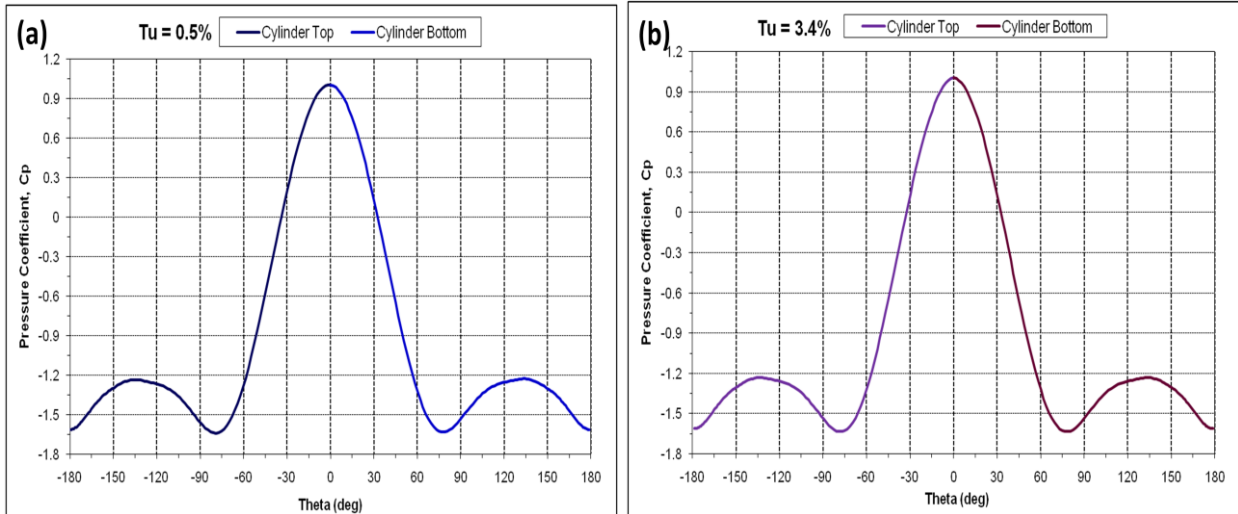 (a) Tu = 0.5% Cylinder Top Cylinder Bottom
1.2
0.9
0.6
0.3
0
-0.3
-0.6
-0.9
-1.2
-1.5
-1.8
Pressure Coefficient, Cp
-180 -150 -120 -90 -60 -30 0 30 60 90 120 150 180
Theta (deg)
(b) Tu = 3.4% Cylinder Top Cylinder Bottom
1.2
0.9
0.6
0.3
0
-0.3
-0.6
-0.9
-1.2
-1.5
-1.8
Pressure Coefficient, Cp
-180 -150 -120 -90 -60 -30 0 30 60 90 120 150 180
Theta (deg)